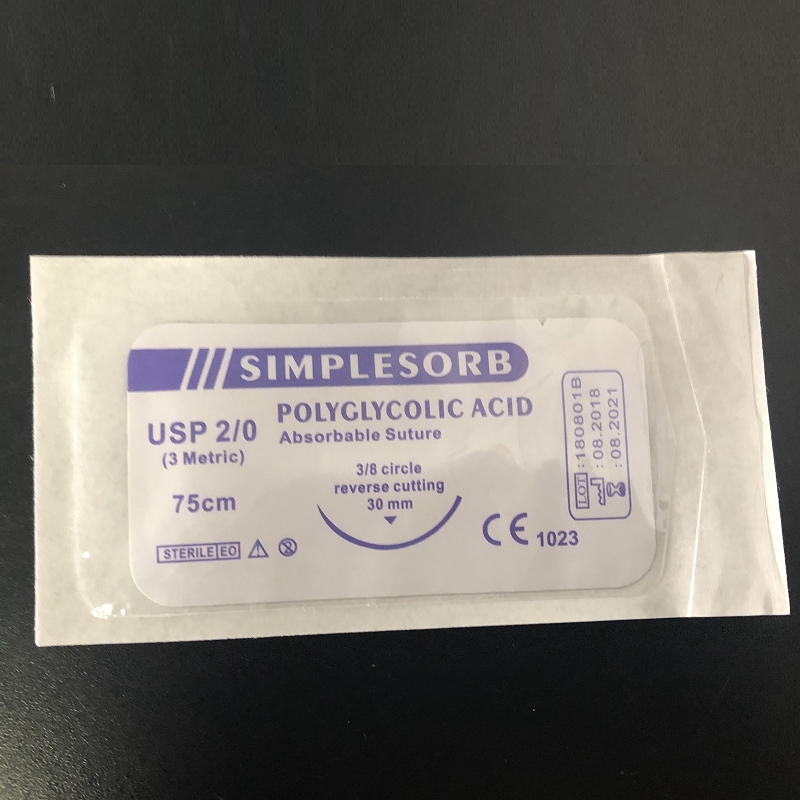 SIMPLESORB
POLYGLYCOLIC ACID
Absorbable Suture
USP 2/0
(3 Metric)
75cm
3/8 circle
reverse cutting
30 mm
STERILE EO
2
CE 1023
LOT : 180801B
: 08.2018
: 08.2021